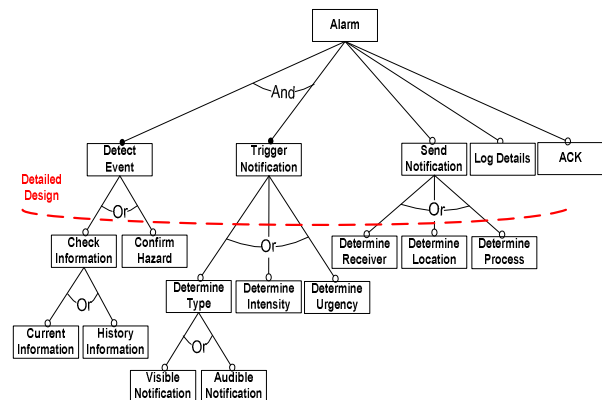 Alarm
And
Detect
Event
Trigger
Notification
Send
Notification
Log Details
ACK
Detailed
Design
Or
Or
Or
Check
Information
Confirm
Hazard
Determine
Receiver
Determine
Location
Determine
Process
Or
Determine
Type
Determine
Intensity
Determine
Urgency
Current
Information
History
Information
Or
Visible
Notification
Audible
Notification